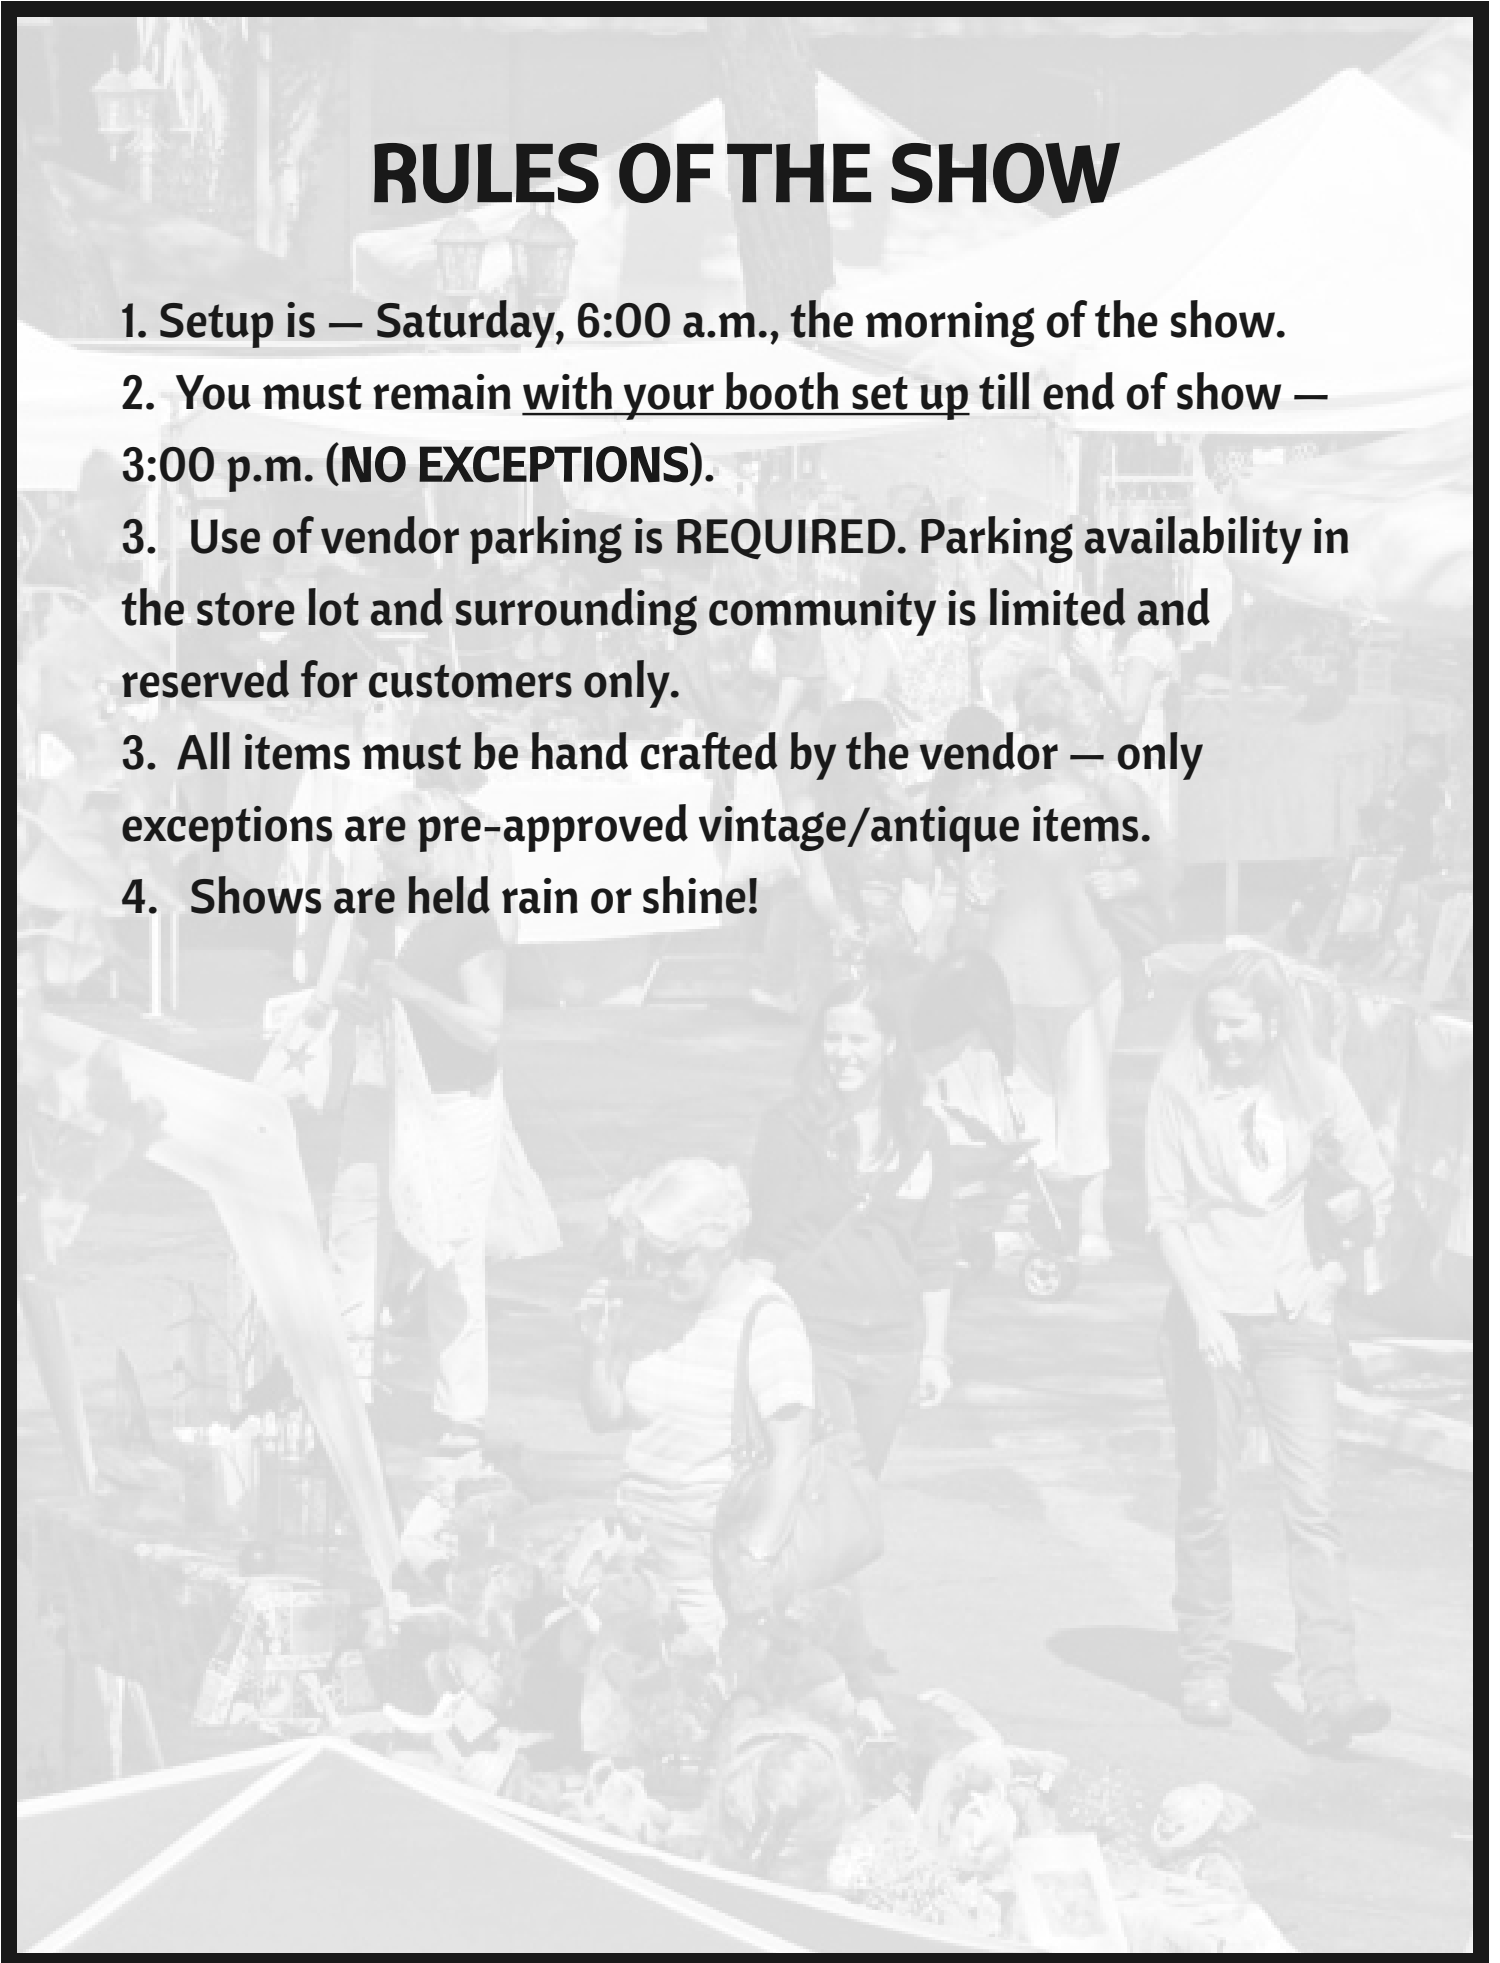 RULES OF THE SHOW
1. Setup is — Saturday, 6:00 a.m., the morning of the show.
2. You must remain with your booth set up till end of show —
3:00 p.m. (NO EXCEPTIONS).
3. Use of vendor parking is REQUIRED. Parking availability in
the store lot and surrounding community is limited and
reserved for customers only.
3. All items must be hand crafted by the vendor — only
exceptions are pre-approved vintage/antique items.
4. Shows are held rain or shine!